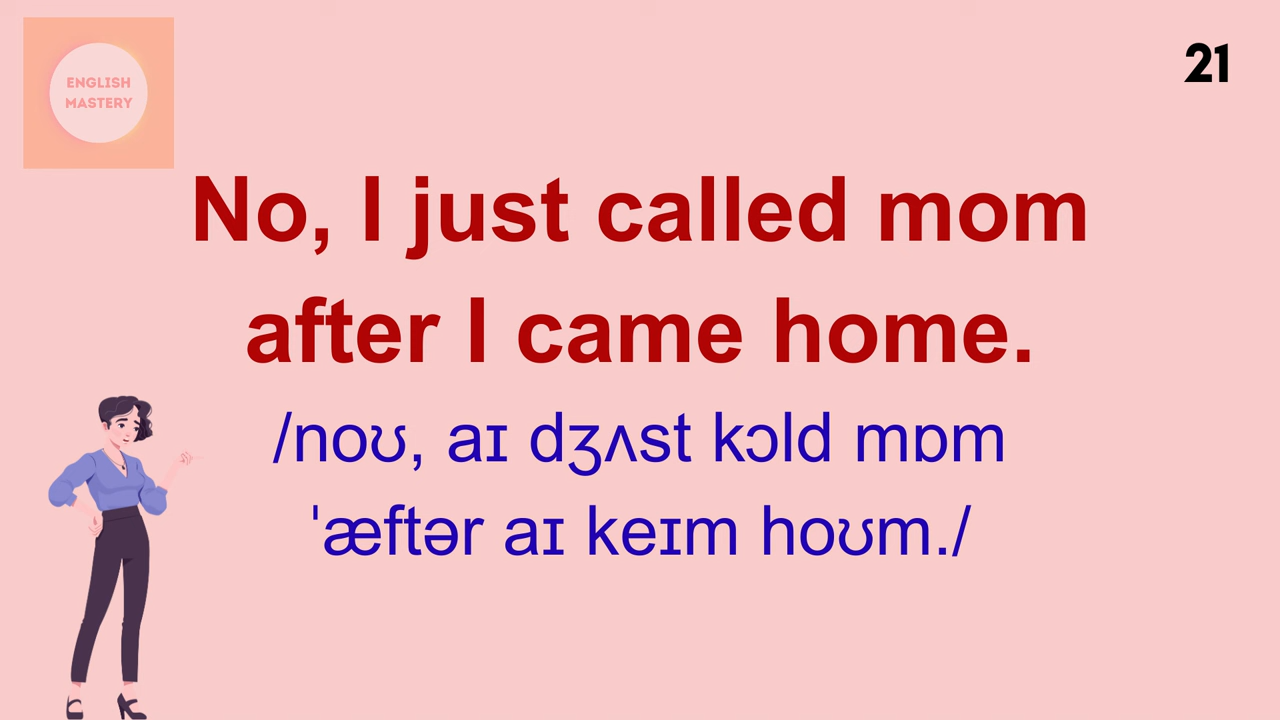 ENGLISH
MASTERY
21
No, I just called mom
after I came home.
/noʊ, aɪ dʒʌst kɔld mɒm
ˈæftər aɪ keɪm hoʊm./